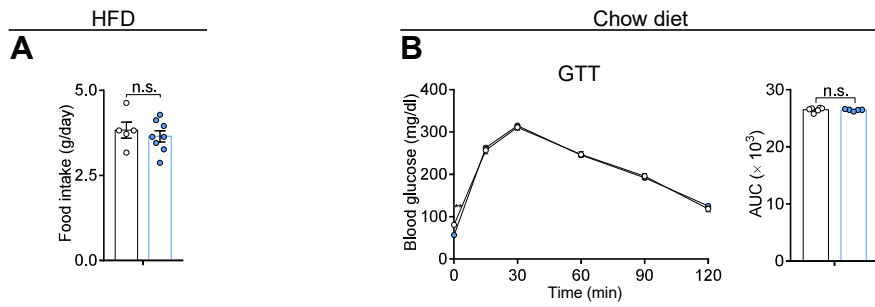 HFD
Chow diet
A
B
n.s.
5.0
2.5
0
Food intake (g/day)
GTT
400
300
200
100
0
**
Blood glucose (mg/dl)
0
30
60
90
120
Time (min)
n.s.
30
20
10
0
AUC (× 10³)